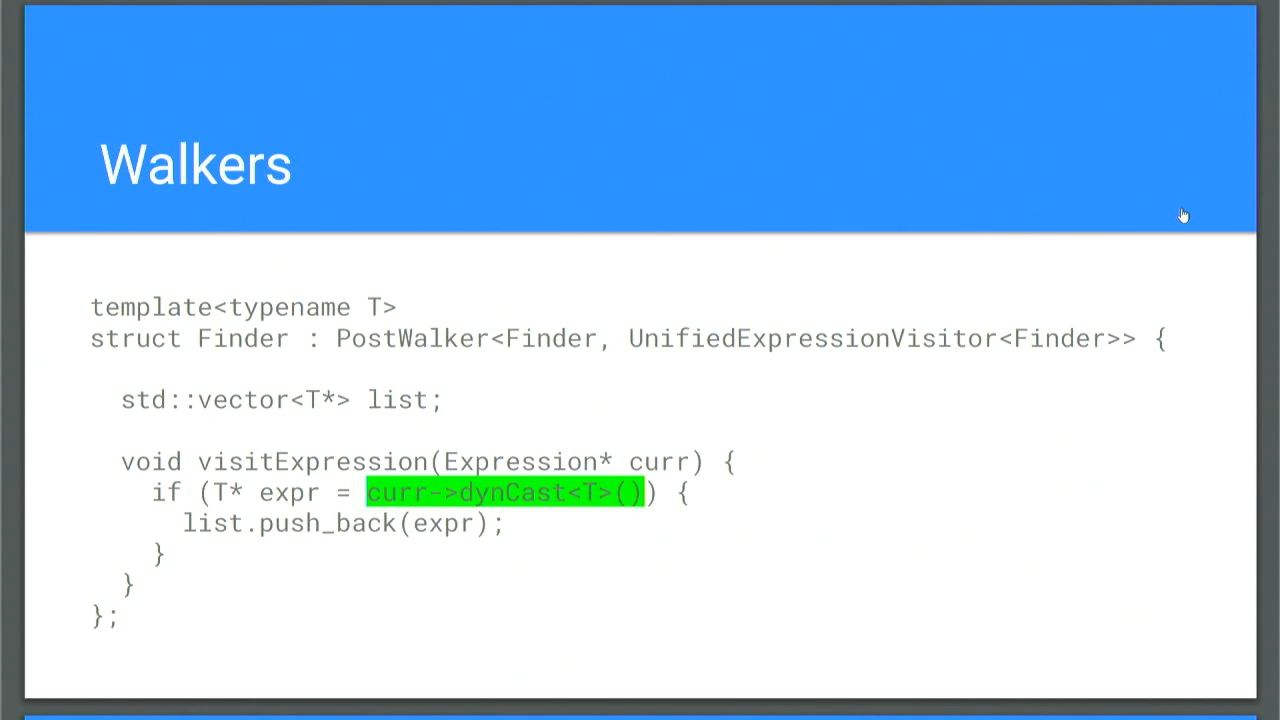 Walkers
template<typename T>
struct Finder : PostWalker<Finder, UnifiedExpressionVisitor<Finder>> {
std::vector<T*> list;
void visitExpression(Expression* curr) {
if (T* expr = curr->dynCast<T>()) {
list.push_back(expr);
}
}
};